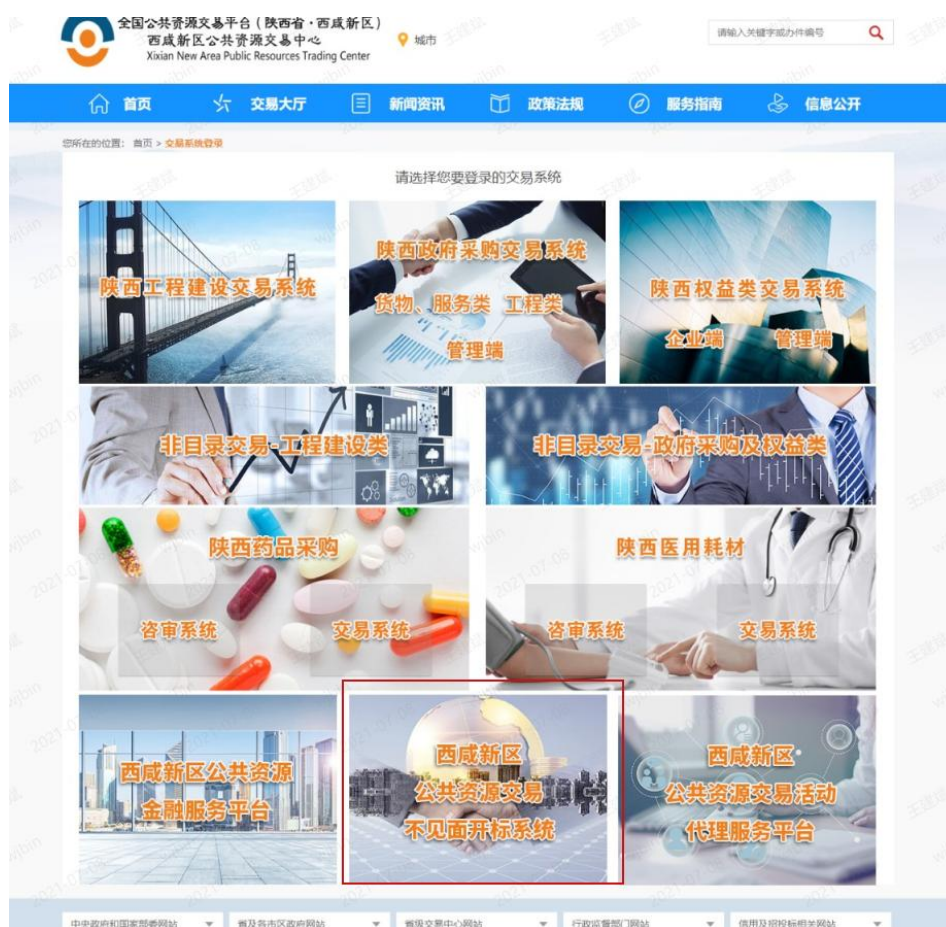 全国公共资源交易平台（陕西省·西咸新区）
西咸新区公共资源交易中心
Xixian New Area Public Resources Trading Center
城市
请输入关键字或办件编号
首页 交易大厅 新闻资讯 政策法规 服务指南 信息公开
您所在的位置： 首页 > 交易系统登录
请选择您要登录的交易系统
陕西工程建设交易系统
陕西政府采购交易系统
货物、服务类 工程类
管理端
陕西权益类交易系统
企业端 管理端
非目录交易-工程建设类
非目录交易-政府采购及权益类
陕西药品采购
咨审系统 交易系统
陕西医用耗材
咨审系统 交易系统
西咸新区公共资源
金融服务平台
西咸新区
公共资源交易
不见面开标系统
西咸新区
公共资源交易活动
代理服务平台
中央政府和国家部委网站 省及各市区政府网站 省级交易中心网站 行政监督部门网站 信用及招投标相关网站